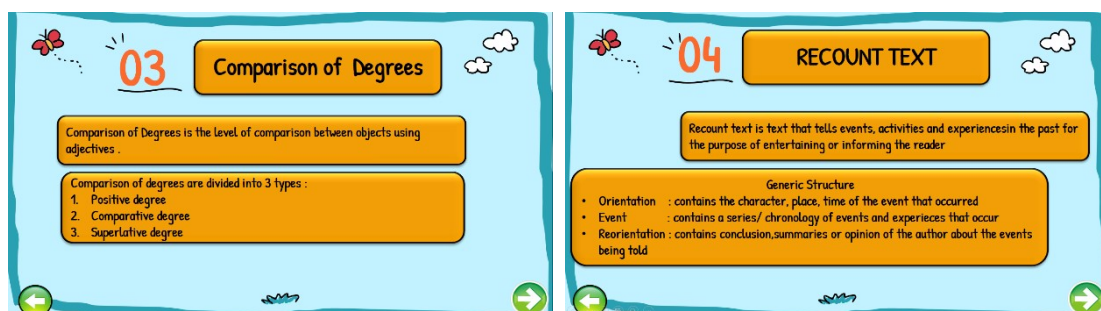 03
Comparison of Degrees
Comparison of Degrees is the level of comparison between objects using
adjectives .
Comparison of degrees are divided into 3 types :
1. Positive degree
2. Comparative degree
3. Superlative degree
04
RECOUNT TEXT
Recount text is text that tells events, activities and experiencesin the past for
the purpose of entertaining or informing the reader
Generic Structure
• Orientation : contains the character, place, time of the event that occurred
• Event : contains a series/ chronology of events and experieces that occur
• Reorientation : contains conclusion,summaries or opinion of the author about the events
being told